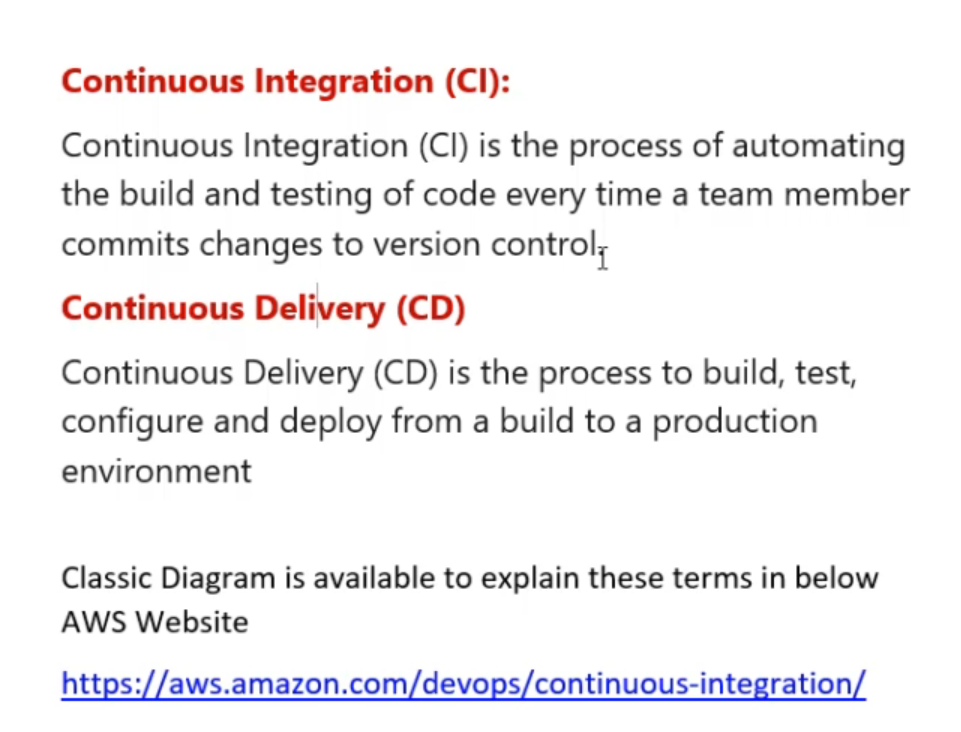 Continuous Integration (CI):
Continuous Integration (CI) is the process of automating
the build and testing of code every time a team member
commits changes to version control.
Continuous Delivery (CD)
Continuous Delivery (CD) is the process to build, test,
configure and deploy from a build to a production
environment
Classic Diagram is available to explain these terms in below
AWS Website
https://aws.amazon.com/devops/continuous-integration/